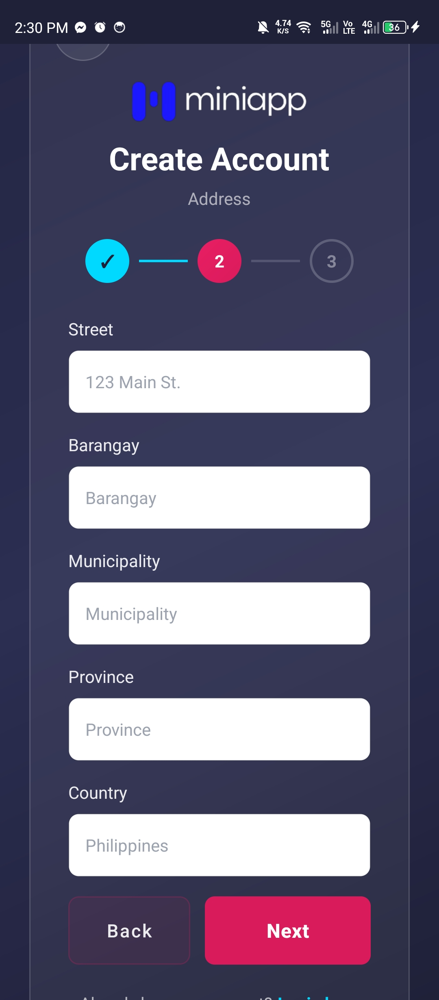 2:30 PM 4.74 K/S 5G Vo LTE 4G 36
miniapp
Create Account
Address
✓ 2 3
Street
123 Main St.
Barangay
Barangay
Municipality
Municipality
Province
Province
Country
Philippines
Back Next